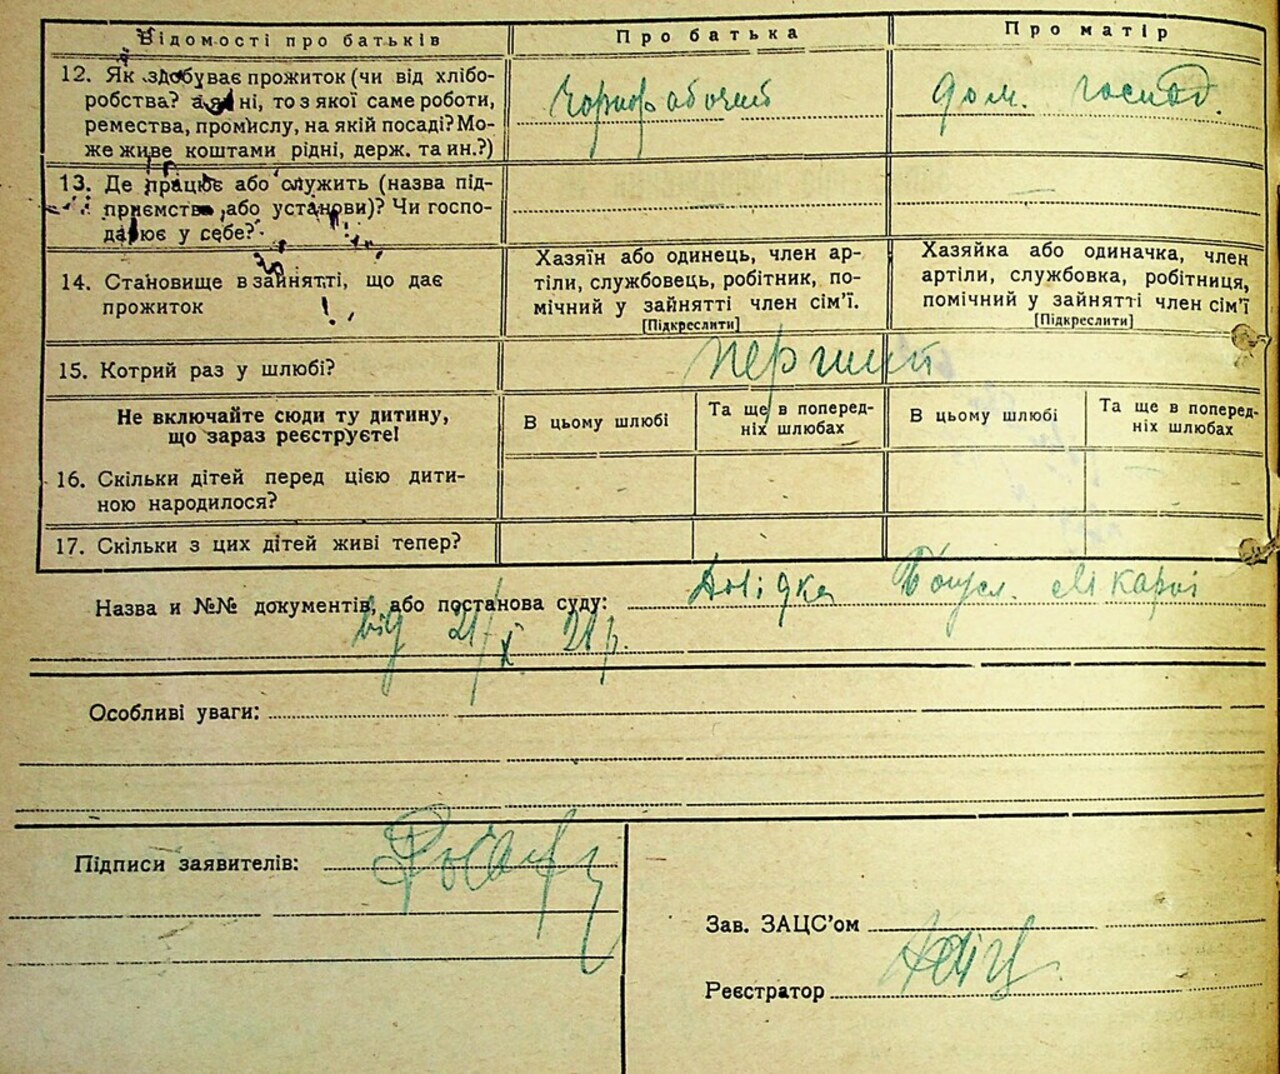 Відомості про батьків Про батька Про матір
12. Як здобуває прожиток (чи від хлібо-
робства? а як ні, то з якої саме роботи,
ремества, промислу, на якій посаді? Мо-
же живе коштами рідні, держ. та ин.?)
Чорноробочий
дом. господ.
13. Де працює або служить (назва під-
приємства або установи)? Чи госпо-
дарює у себе?
14. Становище в зайнятті, що дає
прожиток
Хазяїн або одинець, член ар-
тіли, службовець, робітник, по-
мічний у зайнятті член сім'ї.
[Підкреслити]
Хазяйка або одиначка, член
артіли, службовка, робітниця,
помічний у зайнятті член сім'ї
[Підкреслити]
15. Котрий раз у шлюбі? перший
Не включайте сюди ту дитину,
що зараз реєструєте!
В цьому шлюбі
Та ще в поперед-
ніх шлюбах
В цьому шлюбі
Та ще в поперед-
ніх шлюбах
16. Скільки дітей перед цією дити-
ною народилося?
17. Скільки з цих дітей живі тепер?
Назва и №№ документів, або постанова суду: Довідка лікарні
від 21/X
Особливі уваги:
Підписи заявителів:
Зав. ЗАЦС'ом
Реєстратор